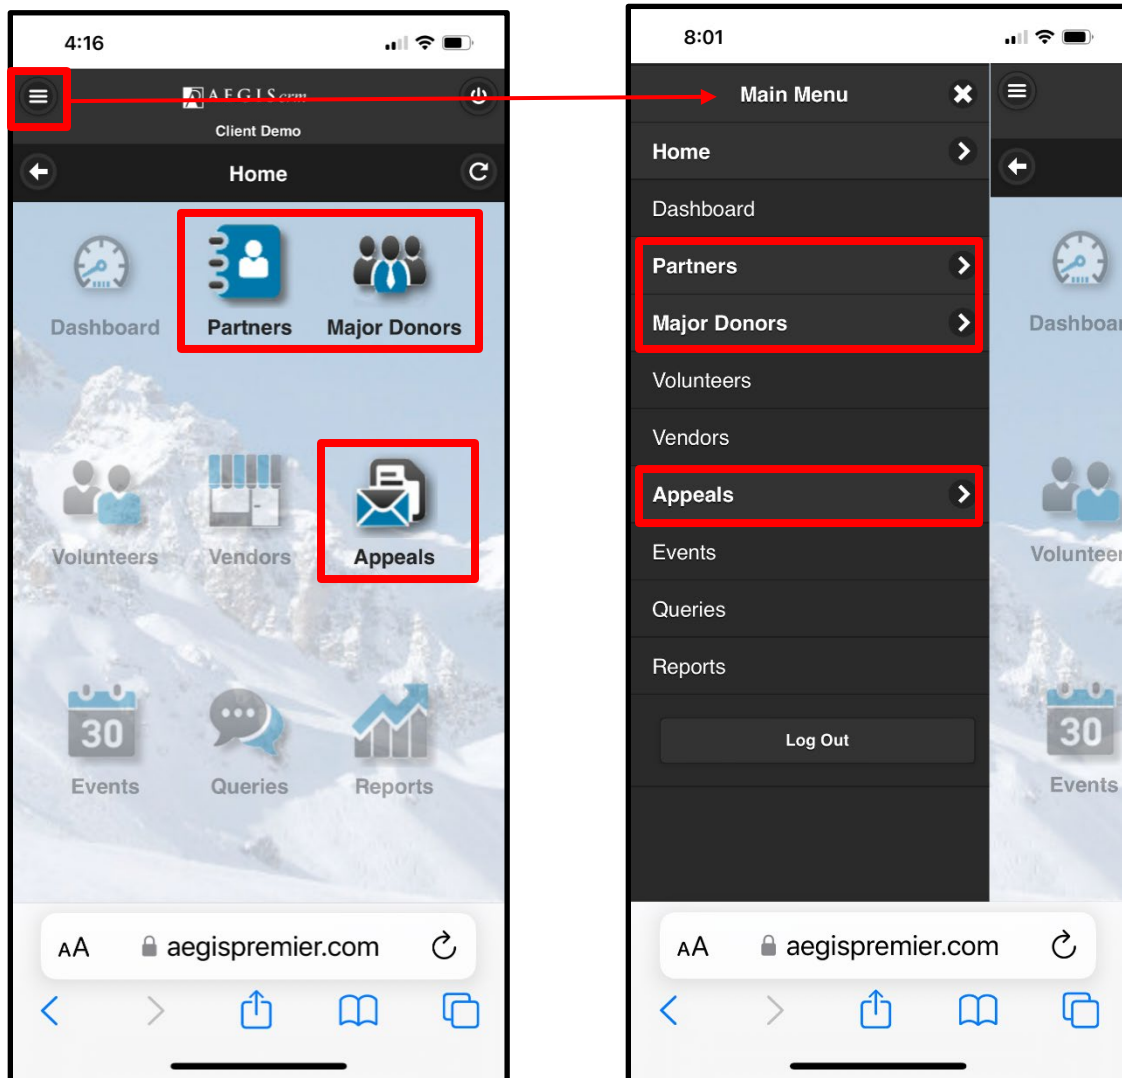 4:16
AEGIS crm
Client Demo
Home
Dashboard
Partners
Major Donors
Volunteers
Vendors
Appeals
30
Events
Queries
Reports
AA
aegispremier.com
8:01
Main Menu
Home
Dashboard
Partners
Major Donors
Volunteers
Vendors
Appeals
Events
Queries
Reports
Log Out
Dashboar
Volunteer
30
Events
AA
aegispremier.com